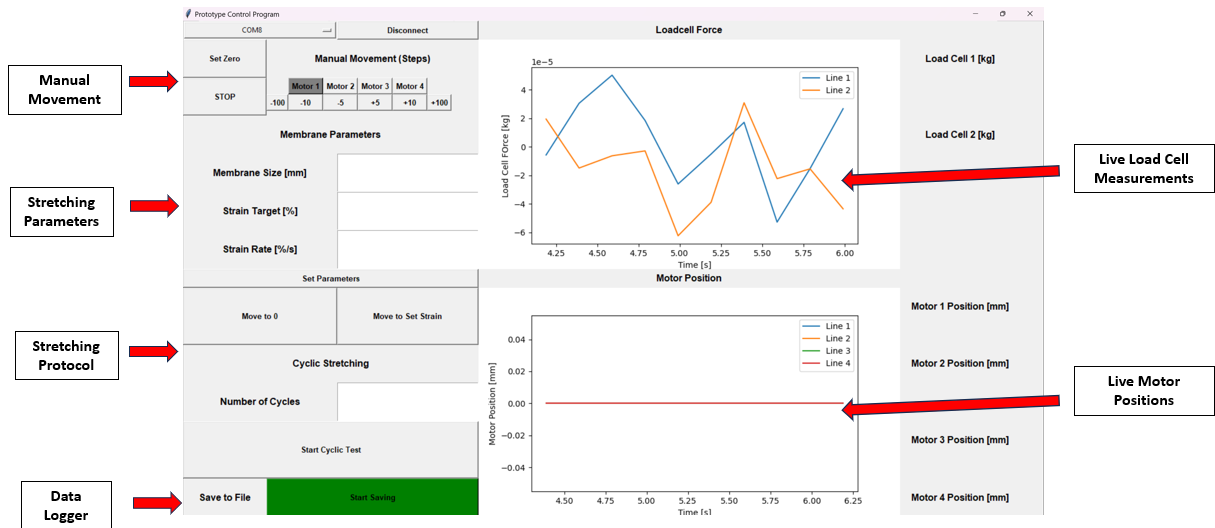 Prototype Control Program
COM8
Disconnect
Set Zero
STOP
Manual Movement (Steps)
Motor 1 Motor 2 Motor 3 Motor 4
-100 -10 -5 +5 +10 +100
Membrane Parameters
Membrane Size [mm]
Strain Target [%]
Strain Rate [%/s]
Set Parameters
Move to 0
Move to Set Strain
Cyclic Stretching
Number of Cycles
Start Cyclic Test
Save to File
Start Saving
Loadcell Force
1e−5
Line 1
Line 2
4
2
0
−2
−4
−6
Load Cell FOrce [kg]
4.25 4.50 4.75 5.00 5.25 5.50 5.75 6.00
Time [s]
Motor Position
Line 1
Line 2
Line 3
Line 4
0.04
0.02
0.00
−0.02
−0.04
Motor Position [mm]
4.50 4.75 5.00 5.25 5.50 5.75 6.00 6.25
Time [s]
Load Cell 1 [kg]
Load Cell 2 [kg]
Motor 1 Position [mm]
Motor 2 Position [mm]
Motor 3 Position [mm]
Motor 4 Position [mm]
Manual
Movement
Stretching
Parameters
Stretching
Protocol
Data
Logger
Live Load Cell
Measurements
Live Motor
Positions